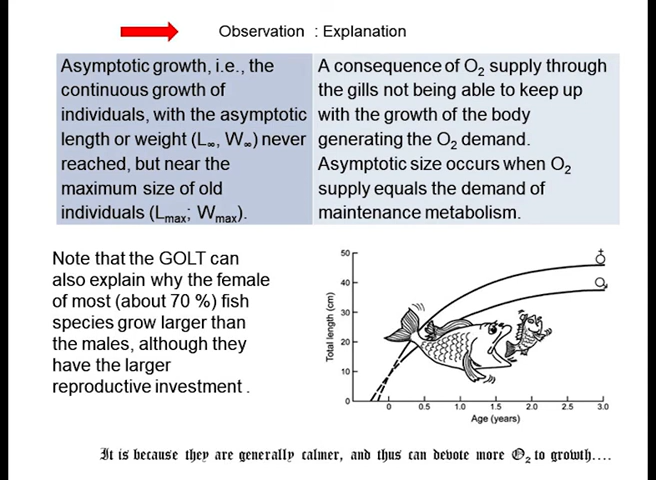 Observation : Explanation
Asymptotic growth, i.e., the
continuous growth of
individuals, with the asymptotic
length or weight (L∞, W∞) never
reached, but near the
maximum size of old
individuals (Lmax; Wmax).
A consequence of O2 supply through
the gills not being able to keep up
with the growth of the body
generating the O2 demand.
Asymptotic size occurs when O2
supply equals the demand of
maintenance metabolism.
Note that the GOLT can
also explain why the female
of most (about 70 %) fish
species grow larger than
the males, although they
have the larger
reproductive investment .
Total length (cm)
50
40
30
20
10
0
0 0.5 1.0 1.5 2.0 2.5 3.0
Age (years)
It is because they are generally calmer, and thus can devote more O2 to growth....